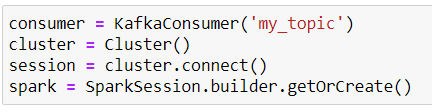 consumer = KafkaConsumer('my_topic')
cluster = Cluster()
session = cluster.connect()
spark = SparkSession.builder.getOrCreate()